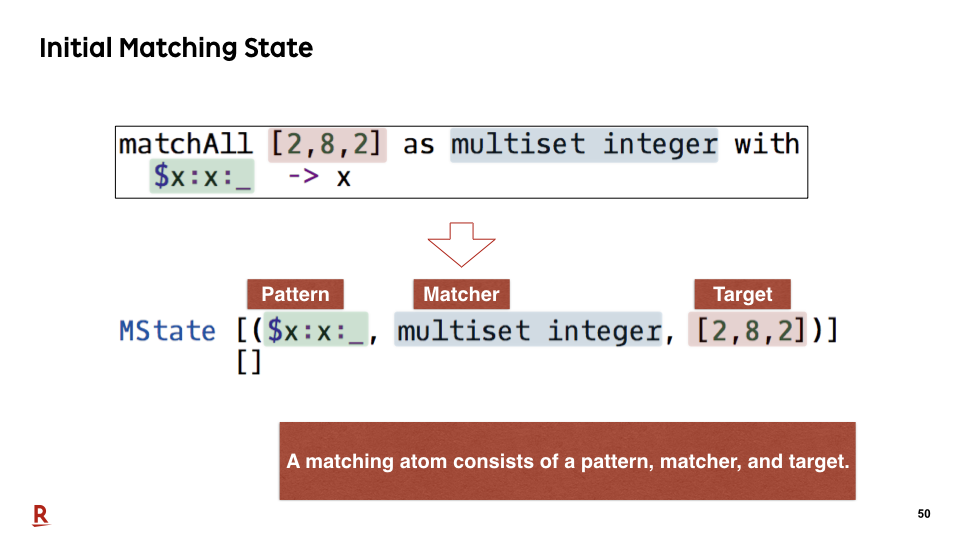 Initial Matching State
matchAll [2,8,2] as multiset integer with
$x:x:_ -> x
Pattern Matcher Target
MState [($x:x:_, multiset integer, [2,8,2])]
[]
A matching atom consists of a pattern, matcher, and target.
R
50